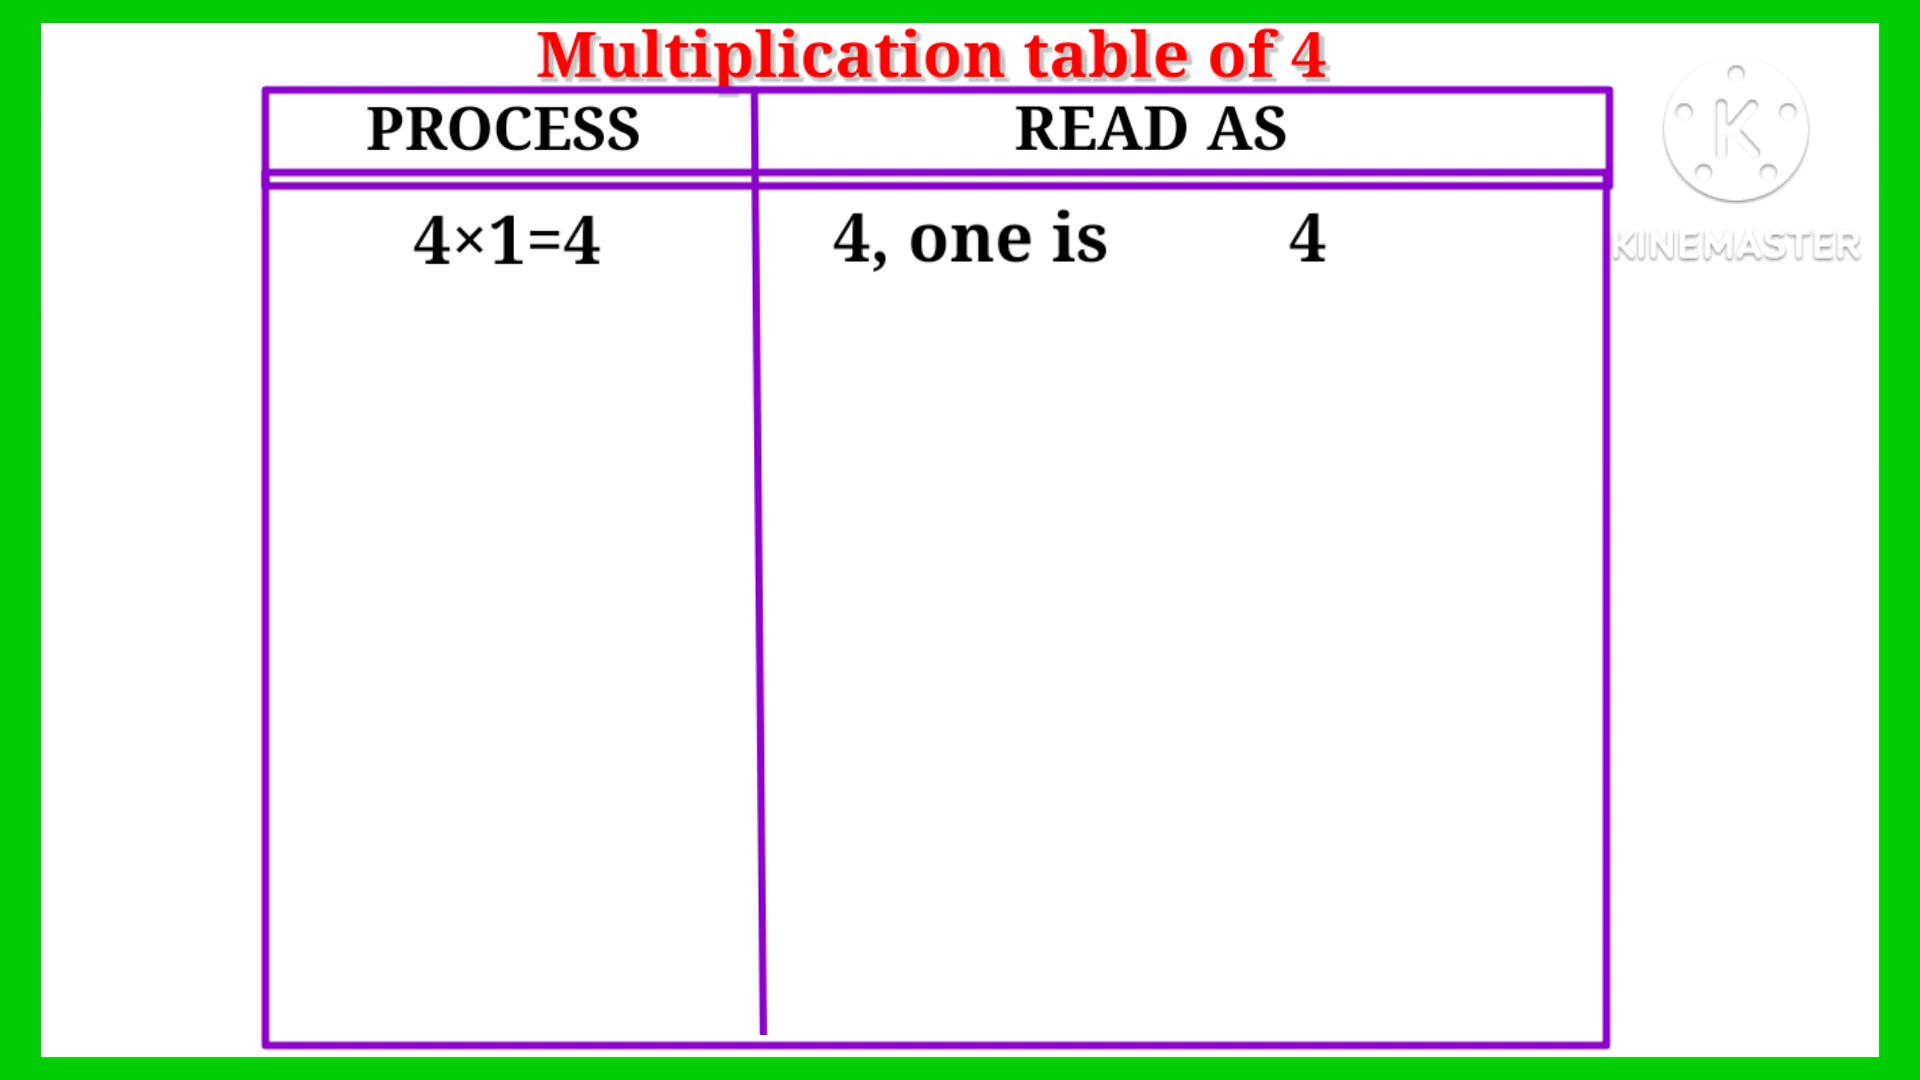 Multiplication table of 4
PROCESS READ AS
4×1=4 4, one is 4
K
KINEMASTER